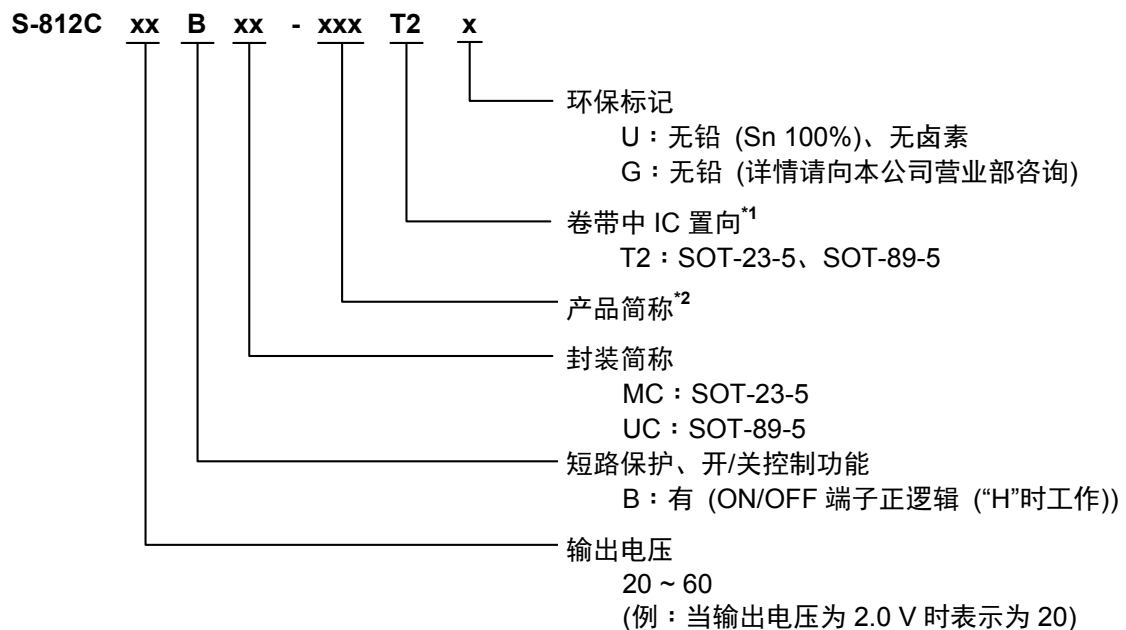 S-812C xx B xx - xxx T2 x
环保标记
U：无铅 (Sn 100%)、无卤素
G：无铅 (详情请向本公司营业部咨询)
卷带中 IC 置向*1
T2：SOT-23-5、SOT-89-5
产品简称*2
封装简称
MC：SOT-23-5
UC：SOT-89-5
短路保护、开/关控制功能
B：有 (ON/OFF 端子正逻辑 (“H”时工作))
输出电压
20 ~ 60
(例：当输出电压为 2.0 V 时表示为 20)